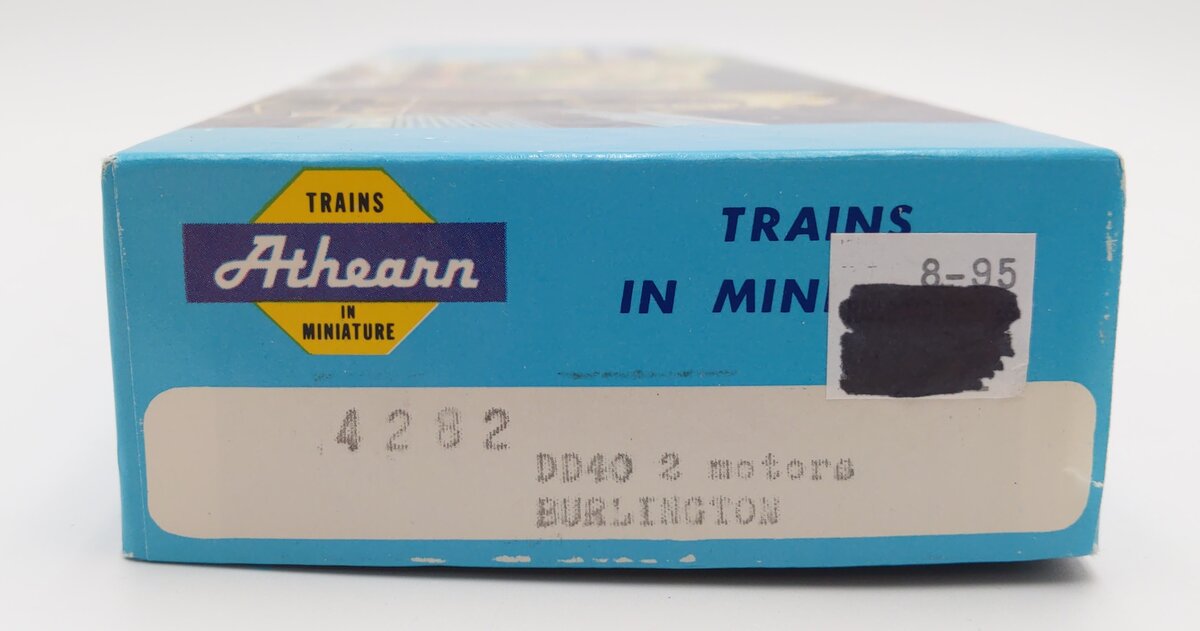 TRAINS
Athearn
IN
MINIATURE
TRAINS
IN MINI
8-95
4282
DD40 2 motors
BURLINGTON